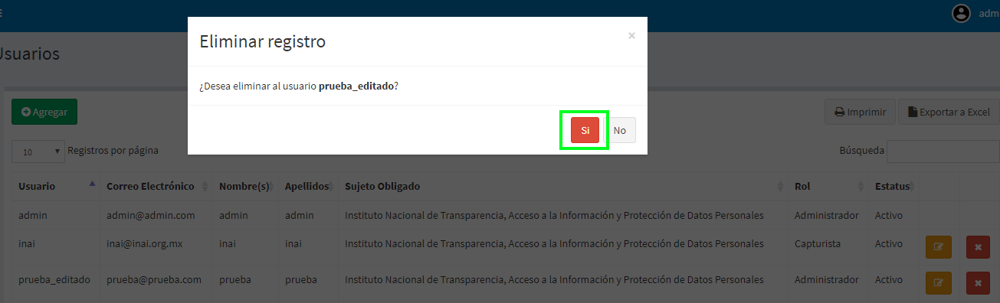 adm
Eliminar registro
×
Usuarios
¿Desea eliminar al usuario prueba_editado?
Agregar
Imprimir
Exportar a Excel
Si
No
10
Registros por página
Búsqueda
Usuario Correo Electrónico Nombre(s) Apellidos Sujeto Obligado Rol Estatus
admin admin@admin.com admin admin Instituto Nacional de Transparencia, Acceso a la Información y Protección de Datos Personales Administrador Activo
inai inai@inai.org.mx inai inai Instituto Nacional de Transparencia, Acceso a la Información y Protección de Datos Personales Capturista Activo
prueba_editado prueba@prueba.com prueba prueba Instituto Nacional de Transparencia, Acceso a la Información y Protección de Datos Personales Administrador Activo